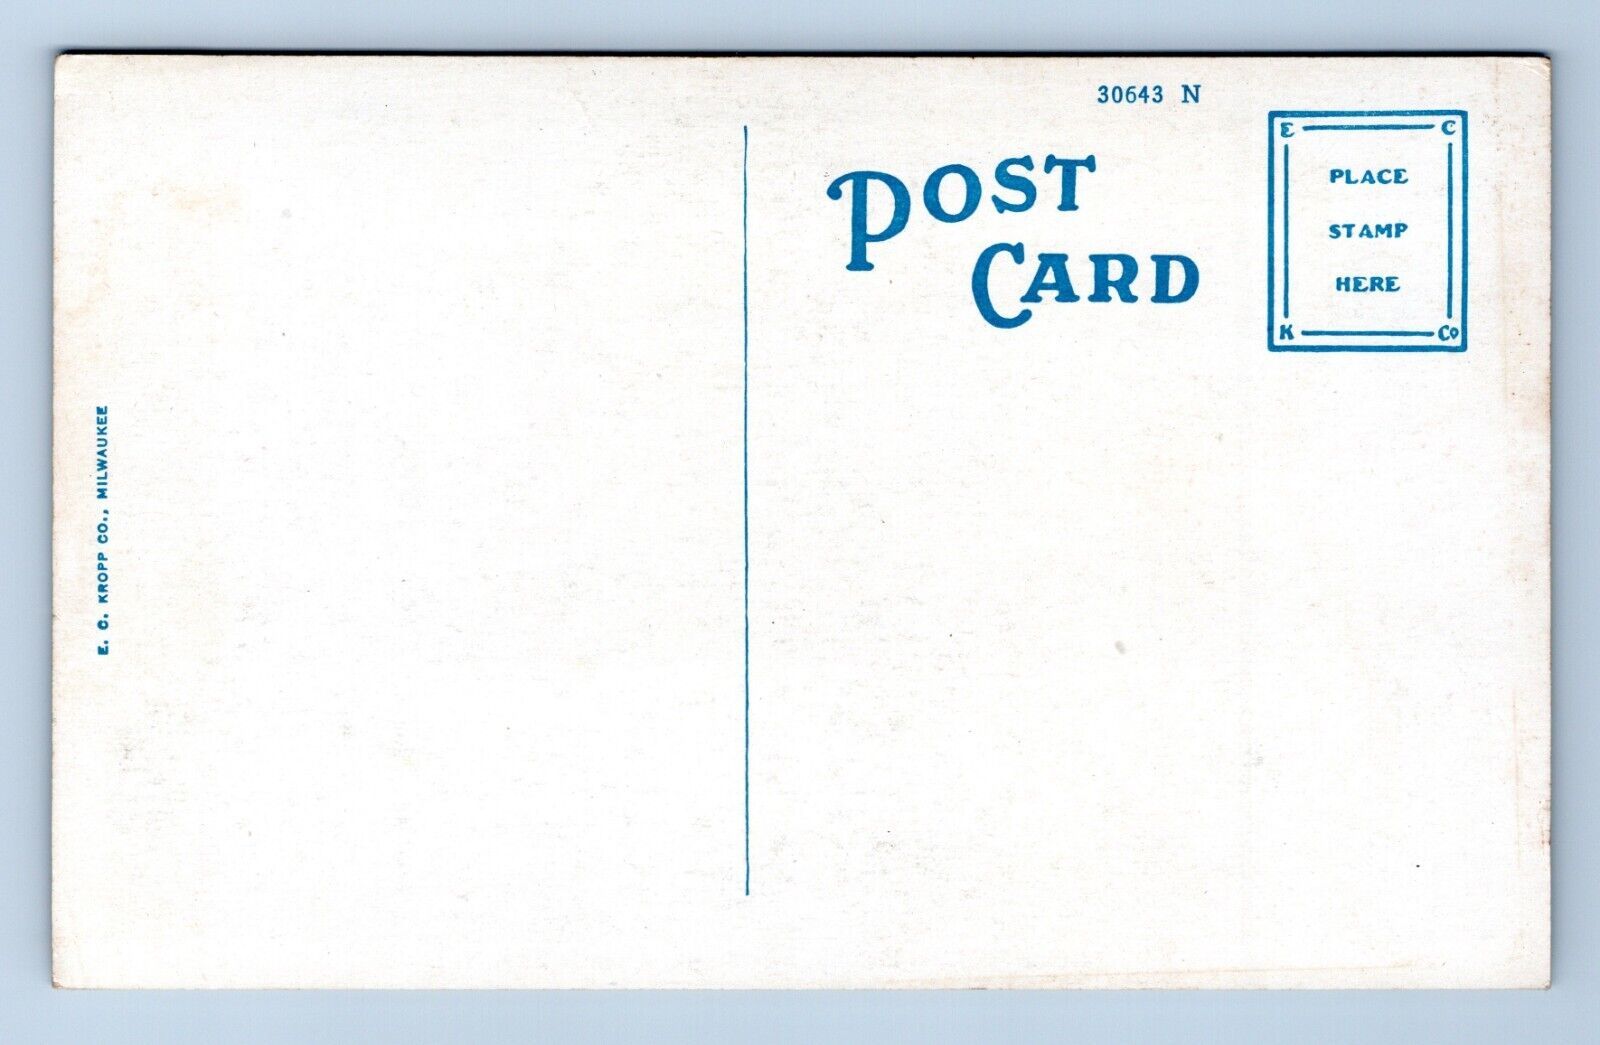 30643 N
POST
CARD
E C
PLACE
STAMP
HERE
K Co
E. C. KROPP CO., MILWAUKEE